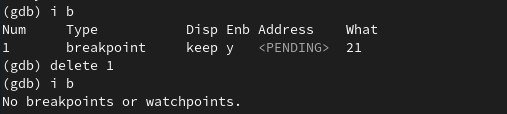 (gdb) i b
Num     Type           Disp Enb Address    What
1       breakpoint     keep y   <PENDING>  21
(gdb) delete 1
(gdb) i b
No breakpoints or watchpoints.